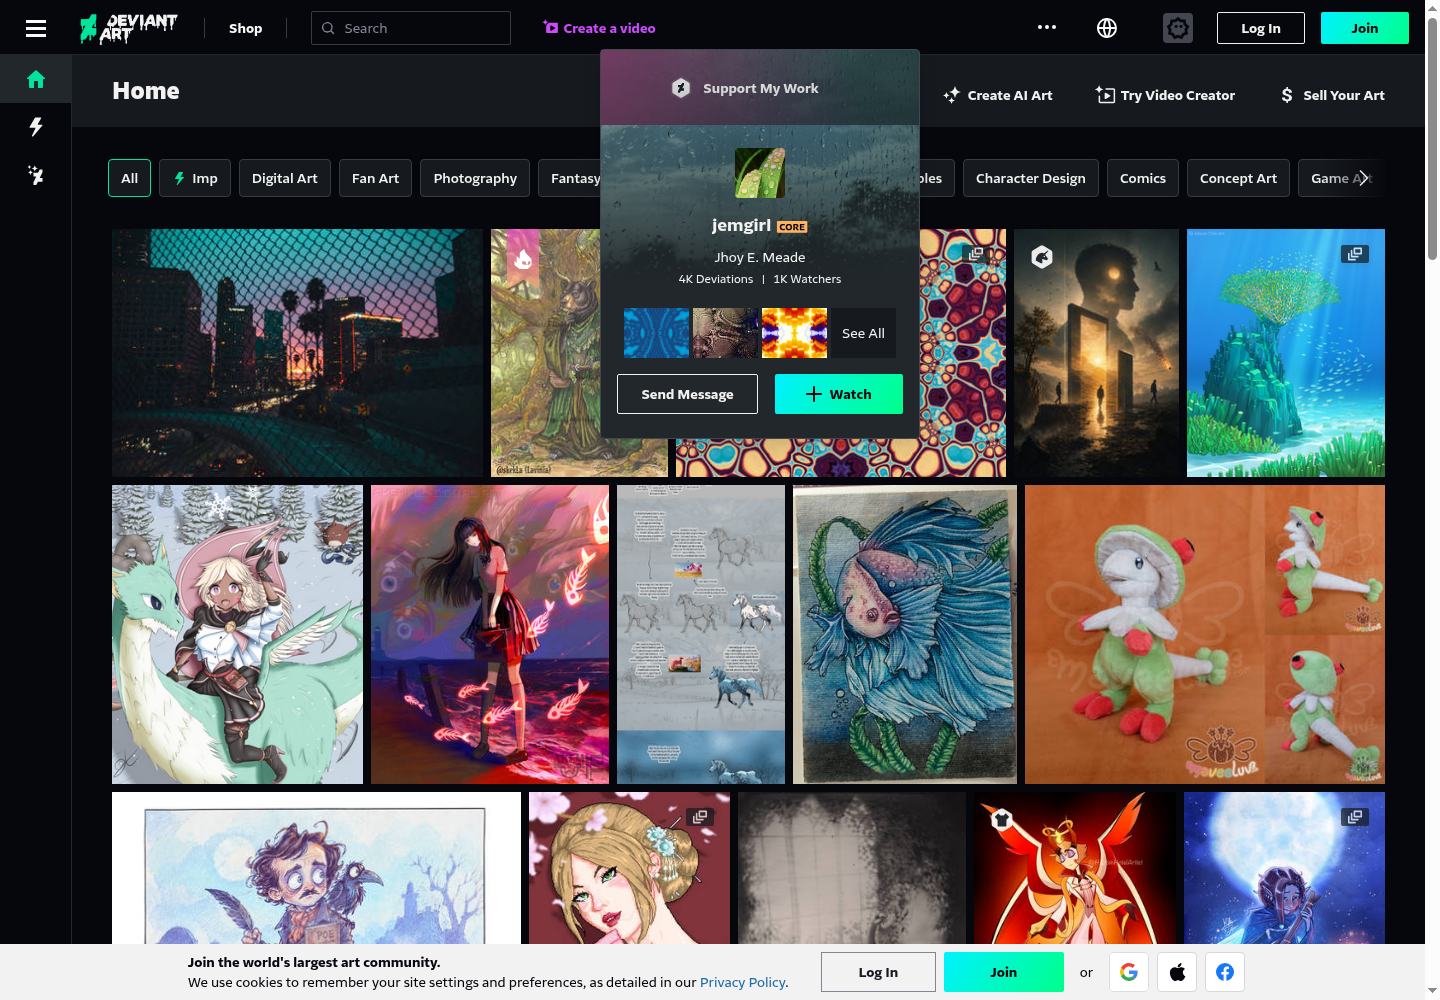 DEVIANT
ART
Shop
Search
Create a video
Log In
Join
Home
Create AI Art
Try Video Creator
Sell Your Art
All
Imp
Digital Art
Fan Art
Photography
Fantasy
Character Design
Comics
Concept Art
Game Art
Support My Work
jemgirl CORE
Jhoy E. Meade
4K Deviations | 1K Watchers
See All
Send Message
Watch
POE
Join the world's largest art community.
We use cookies to remember your site settings and preferences, as detailed in our Privacy Policy.
Log In
Join
or